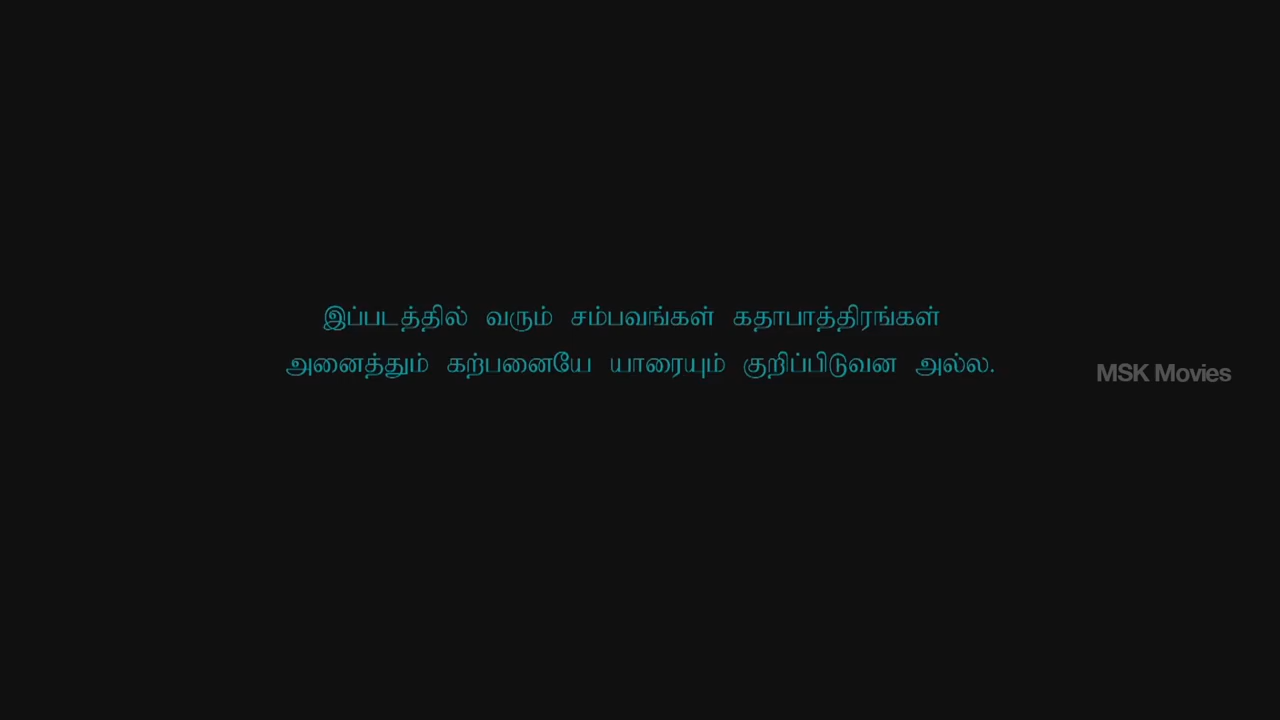 இப்படத்தில் வரும் சம்பவங்கள் கதாபாத்திரங்கள்
அனைத்தும் கற்பனையே யாரையும் குறிப்பிடுவன அல்ல.
MSK Movies